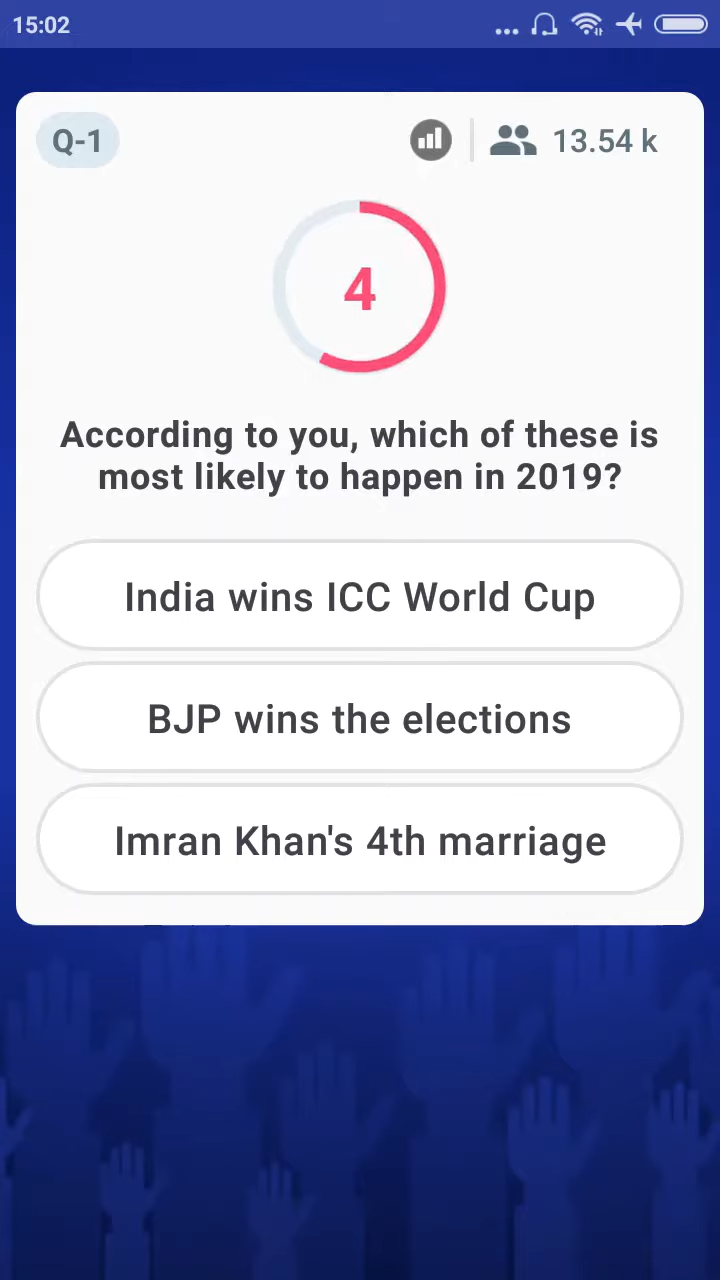 15:02
Q-1
13.54 k
4
According to you, which of these is
most likely to happen in 2019?
India wins ICC World Cup
BJP wins the elections
Imran Khan's 4th marriage